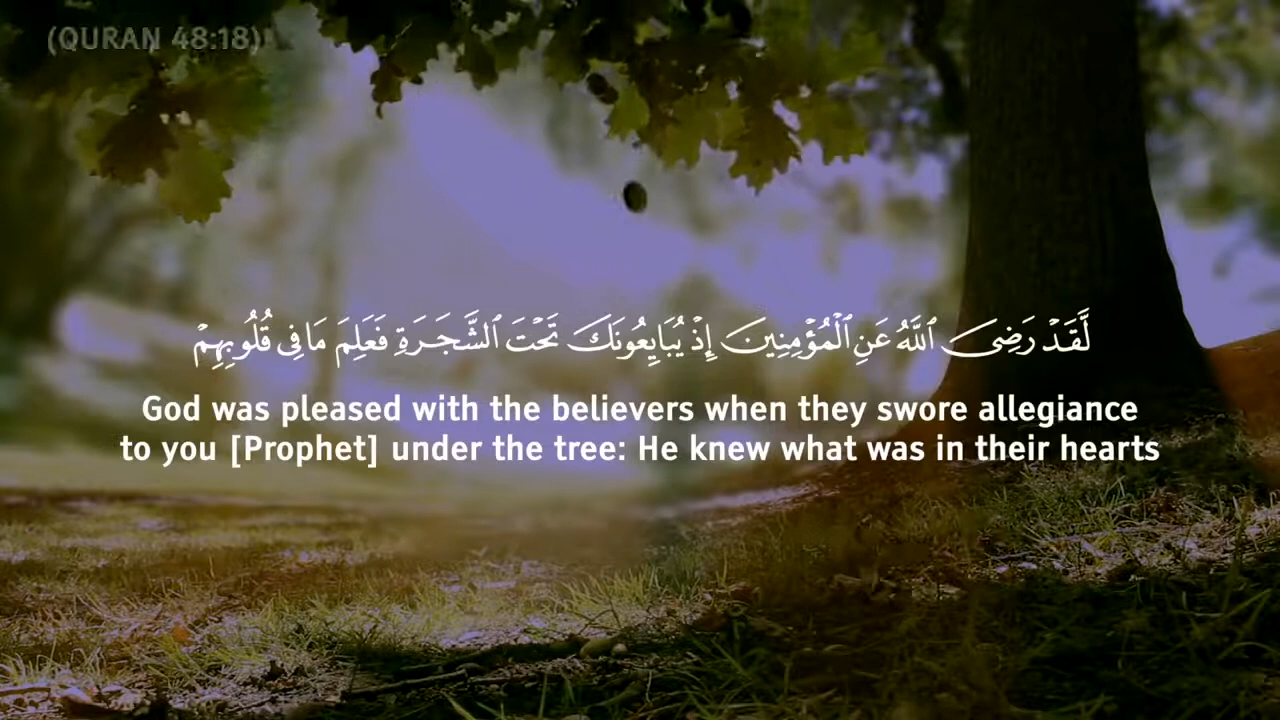 (QURAN 48:18)
لَّقَدْ رَضِىَ ٱللَّهُ عَنِ ٱلْمُؤْمِنِينَ إِذْ يُبَايِعُونَكَ تَحْتَ ٱلشَّجَرَةِ فَعَلِمَ مَا فِى قُلُوبِهِمْ
God was pleased with the believers when they swore allegiance
to you [Prophet] under the tree: He knew what was in their hearts